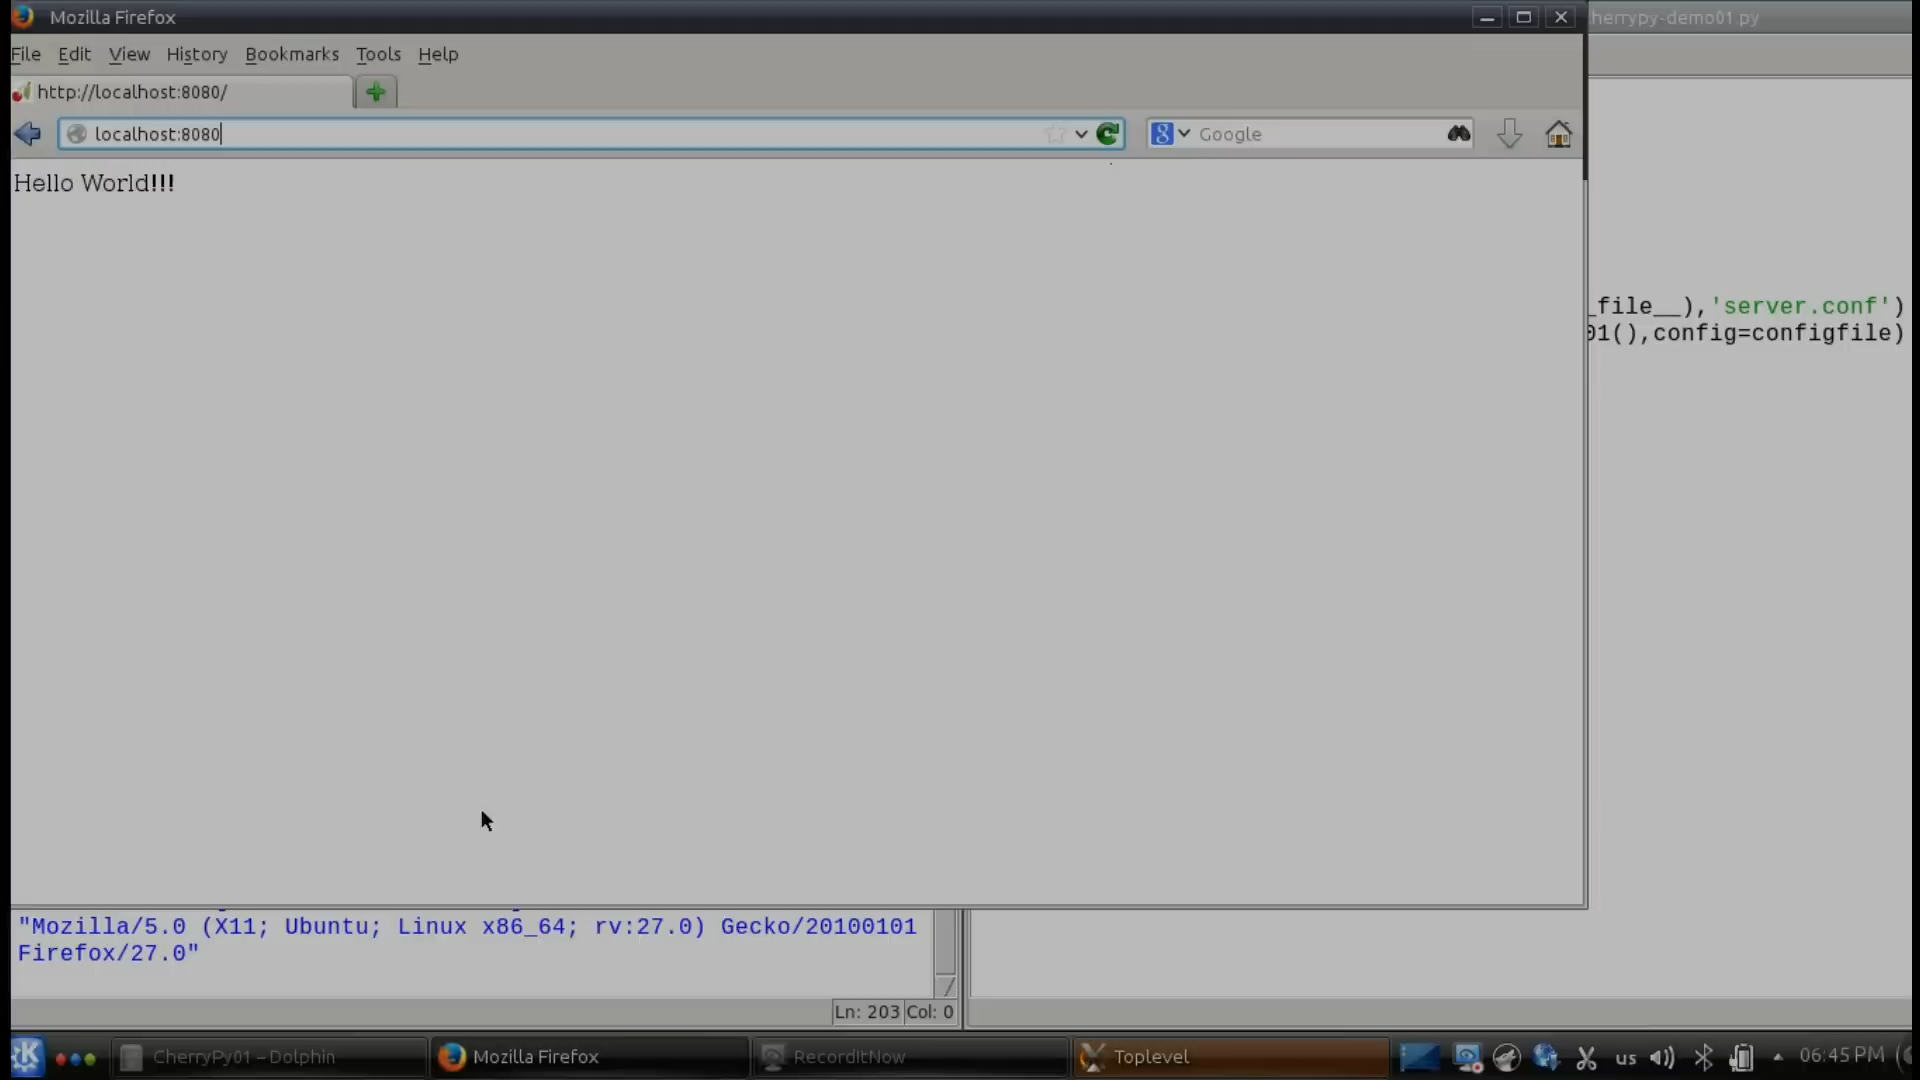 Mozilla Firefox
herrypy-demo01.py
File Edit View History Bookmarks Tools Help
http://localhost:8080/
localhost:8080
Google
Hello World!!!
_file__),'server.conf')
01(),config=configfile)
"Mozilla/5.0 (X11; Ubuntu; Linux x86_64; rv:27.0) Gecko/20100101
Firefox/27.0"
Ln: 203 Col: 0
CherryPy01 – Dolphin
Mozilla Firefox
RecordItNow
Toplevel
us
06:45 PM